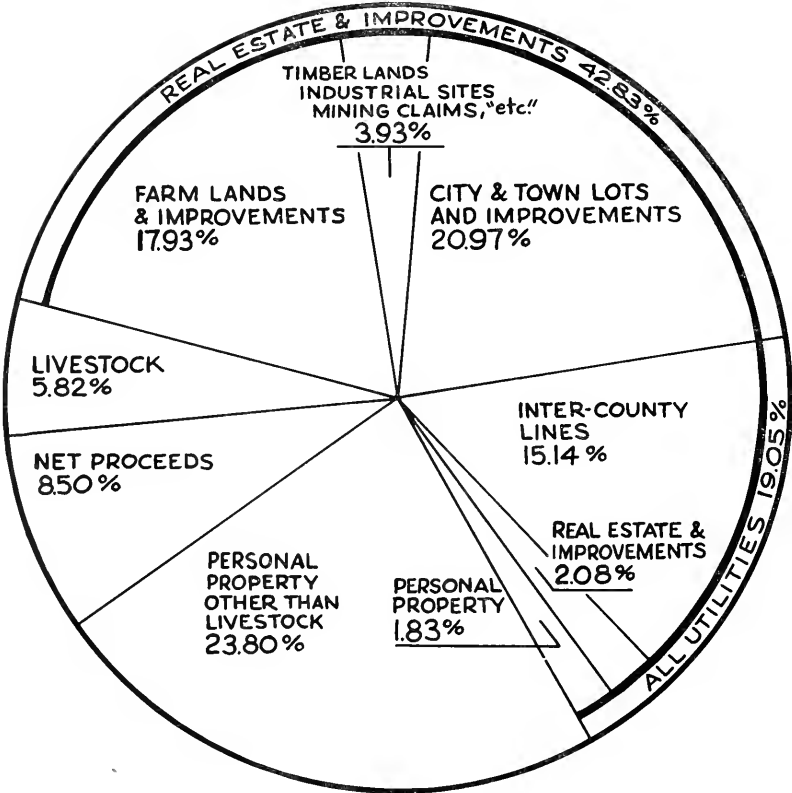 REAL ESTATE & IMPROVEMENTS 42.83%
TIMBER LANDS
INDUSTRIAL SITES
MINING CLAIMS, "etc."
3.93%
FARM LANDS
& IMPROVEMENTS
17.93%
CITY & TOWN LOTS
AND IMPROVEMENTS
20.97%
LIVESTOCK
5.82%
INTER-COUNTY
LINES
15.14%
NET PROCEEDS
8.50%
REAL ESTATE &
IMPROVEMENTS
2.08%
PERSONAL
PROPERTY
OTHER THAN
LIVESTOCK
23.80%
PERSONAL
PROPERTY
1.83%
ALL UTILITIES 19.05%